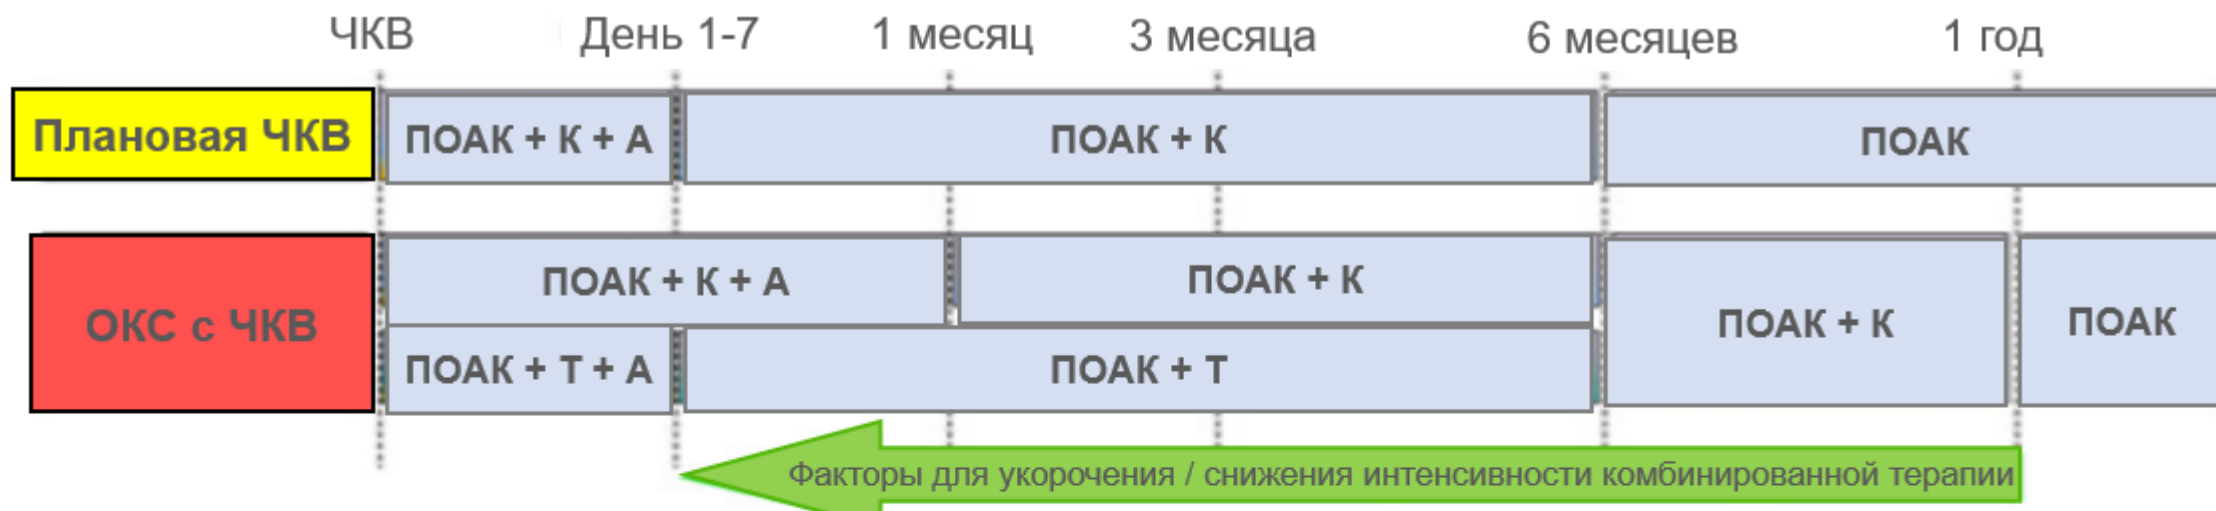 ЧКВ День 1-7 1 месяц 3 месяца 6 месяцев 1 год
Плановая ЧКВ ПОАК + К + А ПОАК + К ПОАК
ОКС с ЧКВ
ПОАК + К + А ПОАК + К
ПОАК + Т + А ПОАК + Т
ПОАК + К ПОАК
Факторы для укорочения / снижения интенсивности комбинированной терапии